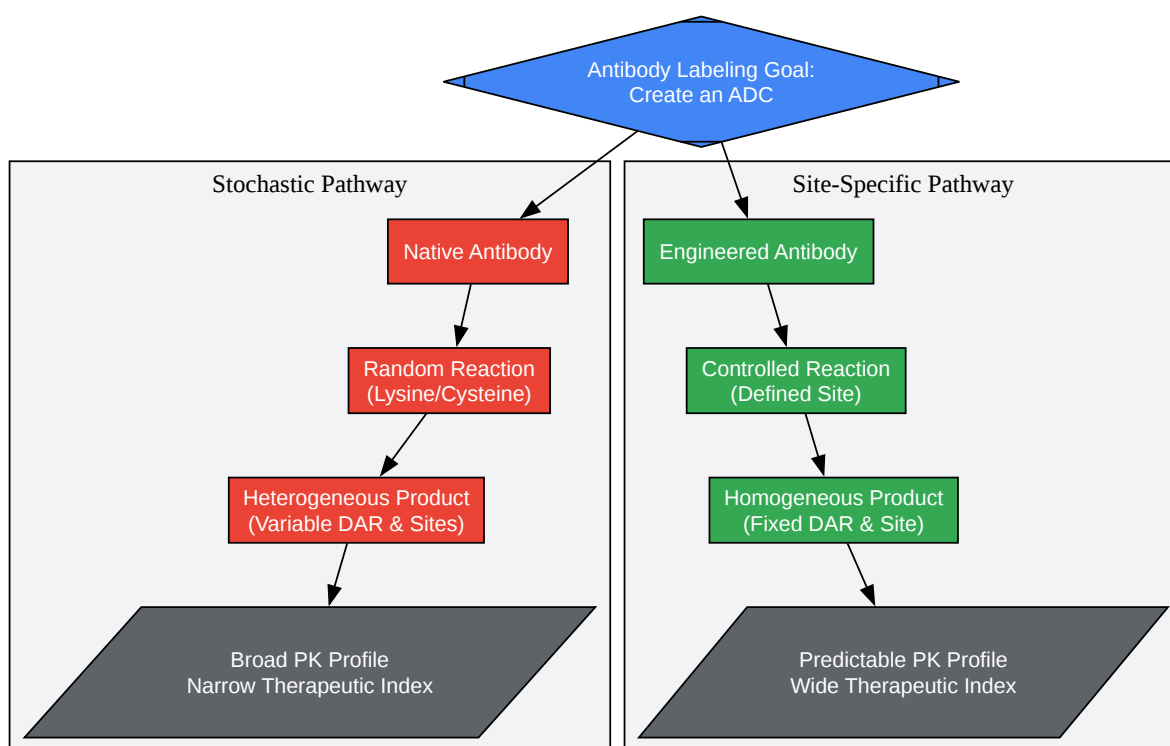 Antibody Labeling Goal:
Create an ADC
Stochastic Pathway
Native Antibody
Random Reaction
(Lysine/Cysteine)
Heterogeneous Product
(Variable DAR & Sites)
Broad PK Profile
Narrow Therapeutic Index
Site-Specific Pathway
Engineered Antibody
Controlled Reaction
(Defined Site)
Homogeneous Product
(Fixed DAR & Site)
Predictable PK Profile
Wide Therapeutic Index